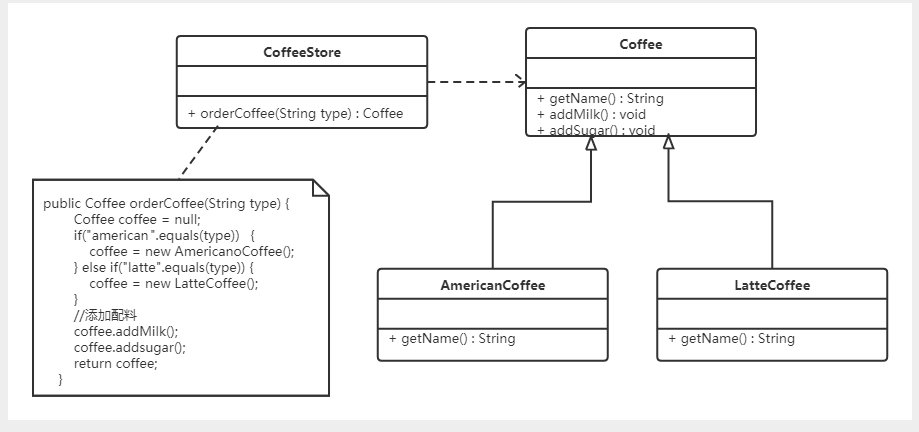 CoffeeStore
+ orderCoffee(String type) : Coffee
Coffee
+ getName() : String
+ addMilk() : void
+ addSugar() : void
public Coffee orderCoffee(String type) {
Coffee coffee = null;
if("american".equals(type)) {
coffee = new AmericanoCoffee();
} else if("latte".equals(type)) {
coffee = new LatteCoffee();
}
//添加配料
coffee.addMilk();
coffee.addsugar();
return coffee;
}
AmericanCoffee
+ getName() : String
LatteCoffee
+ getName() : String